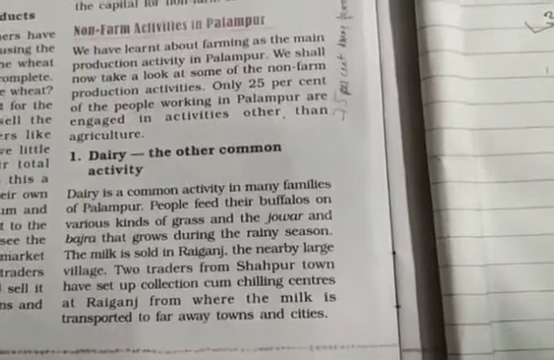 ducts
ers have
using the
wheat
omplete.
wheat?
for the
sell the
ers like
ve little
r total
this a
eir own
um and
t to the
see the
market
traders
sell it
ns and
the capital for
Non-Farm Activities in Palampur
We have learnt about farming as the main
production activity in Palampur. We shall
now take a look at some of the non-farm
production activities. Only 25 per cent
of the people working in Palampur are
engaged in activities other than
agriculture.
1. Dairy — the other common
activity
Dairy is a common activity in many families
of Palampur. People feed their buffalos on
various kinds of grass and the jowar and
bajra that grows during the rainy season.
The milk is sold in Raiganj, the nearby large
village. Two traders from Shahpur town
have set up collection cum chilling centres
at Raiganj from where the milk is
transported to far away towns and cities.